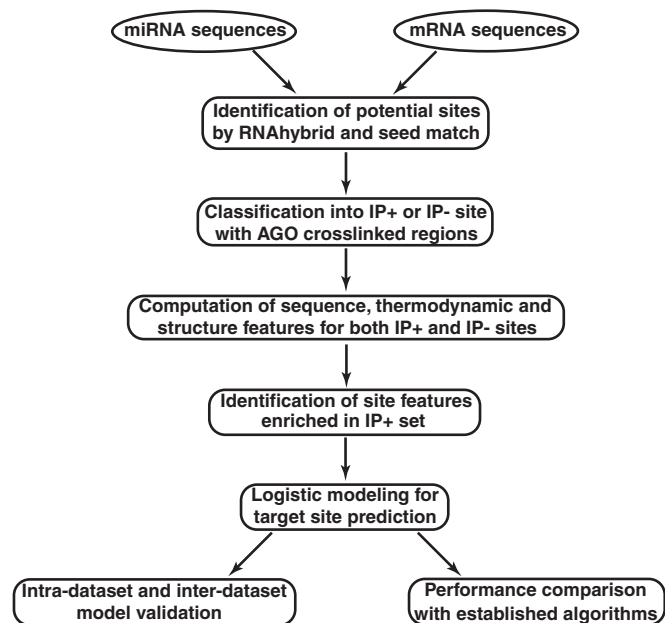 miRNA sequences
mRNA sequences
Identification of potential sites
by RNAhybrid and seed match
Classification into IP+ or IP- site
with AGO crosslinked regions
Computation of sequence, thermodynamic and
structure features for both IP+ and IP- sites
Identification of site features
enriched in IP+ set
Logistic modeling for
target site prediction
Intra-dataset and inter-dataset
model validation
Performance comparison
with established algorithms